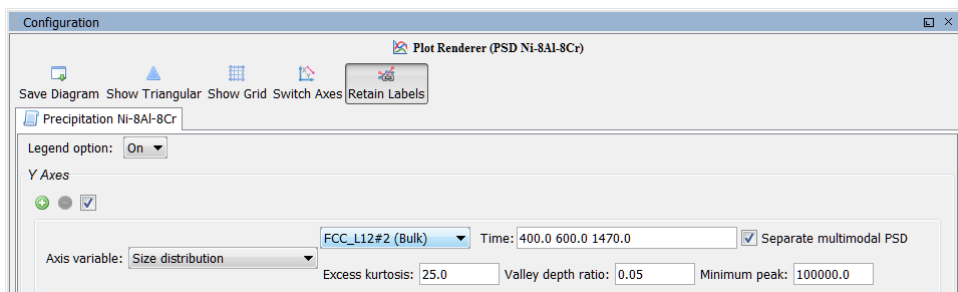 Configuration
Plot Renderer (PSD Ni-8Al-8Cr)
Save Diagram Show Triangular Show Grid Switch Axes Retain Labels
Precipitation Ni-8Al-8Cr
Legend option: On
Y Axes
FCC_L12#2 (Bulk) Time: 400.0 600.0 1470.0 Separate multimodal PSD
Axis variable: Size distribution
Excess kurtosis: 25.0 Valley depth ratio: 0.05 Minimum peak: 100000.0